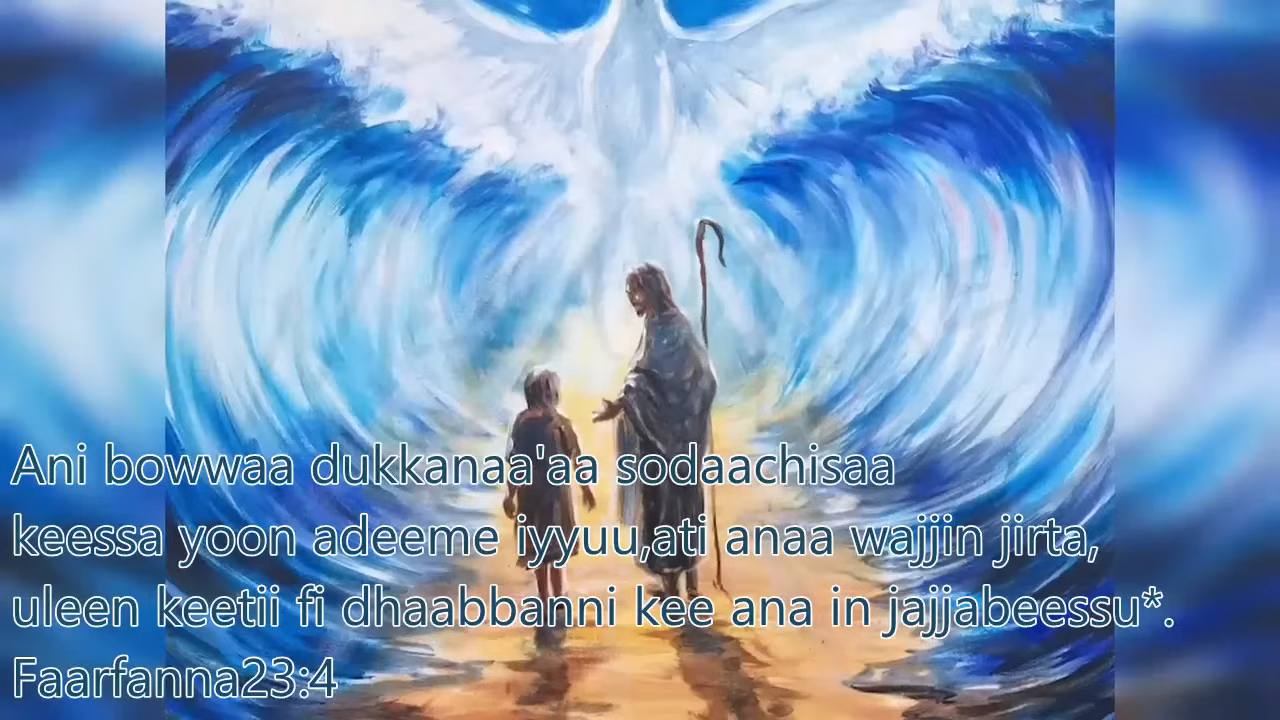 Ani bowwaa dukkanaa'aa sodaachisaa
keessa yoon adeeme iyyuu,ati anaa wajjin jirta,
uleen keetii fi dhaabbanni kee ana in jajjabeessu*.
Faarfanna23:4